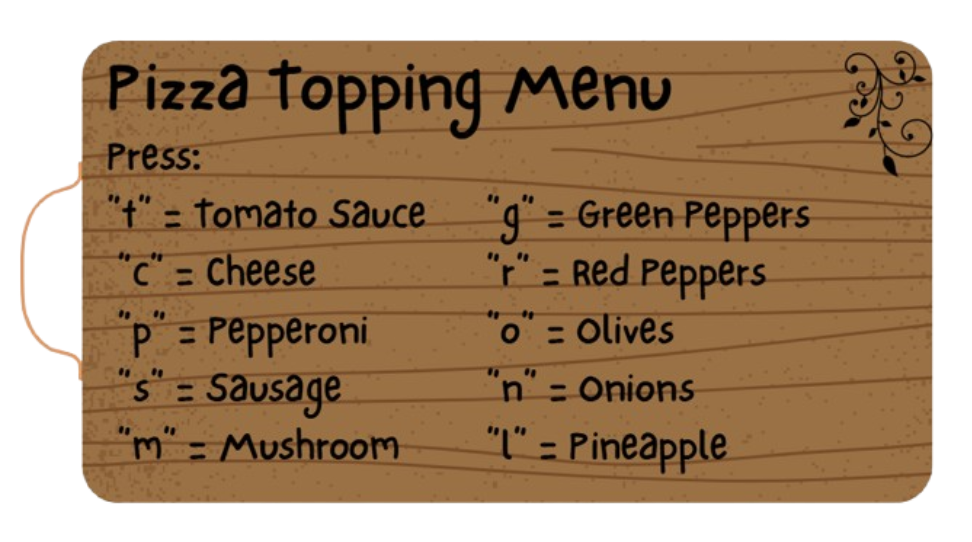 Pizza Topping Menu
Press:
"t" = Tomato Sauce
"c" = Cheese
"p" = Pepperoni
"s" = Sausage
"m" = Mushroom
"g" = Green Peppers
"r" = Red Peppers
"o" = Olives
"n" = Onions
"l" = Pineapple